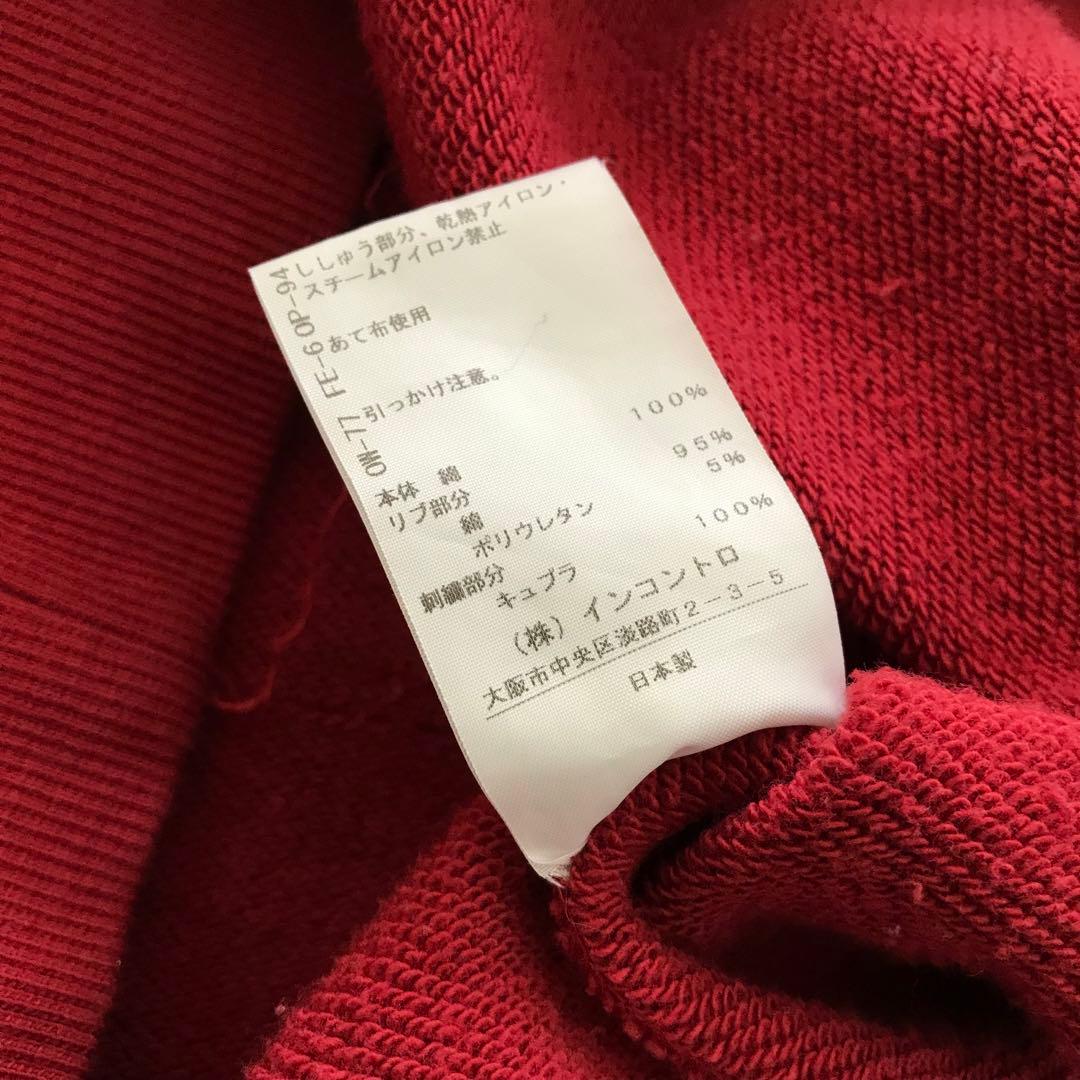 ししゅう部分、乾熱アイロン・
スチームアイロン禁止
あて布使用
引っかけ注意。
OW-77 FE-6 OP-94
本体 綿 100%
リブ部分
綿 95%
ポリウレタン 5%
刺繍部分
キュプラ 100%
(株)インコントロ
大阪市中央区淡路町2-3-5
日本製